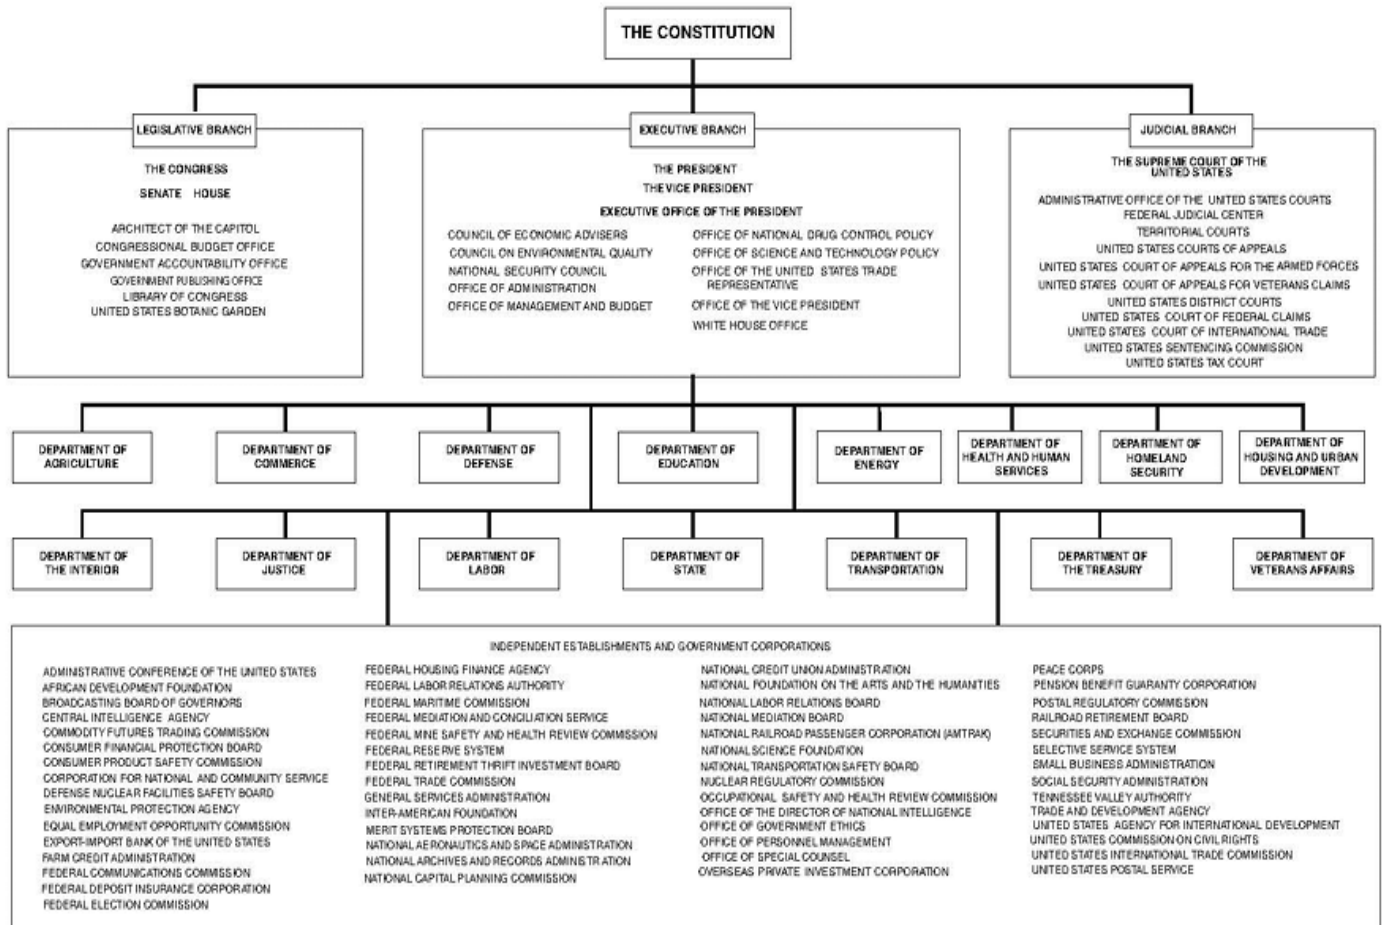 THE CONSTITUTION
LEGISLATIVE BRANCH
THE CONGRESS
SENATE HOUSE
ARCHITECT OF THE CAPITOL
CONGRESSIONAL BUDGET OFFICE
GOVERNMENT ACCOUNTABILITY OFFICE
GOVERNMENT PUBLISHING OFFICE
LIBRARY OF CONGRESS
UNITED STATES BOTANIC GARDEN
EXECUTIVE BRANCH
THE PRESIDENT
THE VICE PRESIDENT
EXECUTIVE OFFICE OF THE PRESIDENT
COUNCIL OF ECONOMIC ADVISERS
COUNCIL ON ENVIRONMENTAL QUALITY
NATIONAL SECURITY COUNCIL
OFFICE OF ADMINISTRATION
OFFICE OF MANAGEMENT AND BUDGET
OFFICE OF NATIONAL DRUG CONTROL POLICY
OFFICE OF SCIENCE AND TECHNOLOGY POLICY
OFFICE OF THE UNITED STATES TRADE
REPRESENTATIVE
OFFICE OF THE VICE PRESIDENT
WHITE HOUSE OFFICE
JUDICIAL BRANCH
THE SUPREME COURT OF THE
UNITED STATES
ADMINISTRATIVE OFFICE OF THE UNITED STATES COURTS
FEDERAL JUDICIAL CENTER
TERRITORIAL COURTS
UNITED STATES COURTS OF APPEALS
UNITED STATES COURT OF APPEALS FOR THE ARMED FORCES
UNITED STATES COURT OF APPEALS FOR VETERANS CLAIMS
UNITED STATES DISTRICT COURTS
UNITED STATES COURT OF FEDERAL CLAIMS
UNITED STATES COURT OF INTERNATIONAL TRADE
UNITED STATES SENTENCING COMMISSION
UNITED STATES TAX COURT
DEPARTMENT OF
AGRICULTURE
DEPARTMENT OF
COMMERCE
DEPARTMENT OF
DEFENSE
DEPARTMENT OF
EDUCATION
DEPARTMENT OF
ENERGY
DEPARTMENT OF
HEALTH AND HUMAN
SERVICES
DEPARTMENT OF
HOMELAND
SECURITY
DEPARTMENT OF
HOUSING AND URBAN
DEVELOPMENT
DEPARTMENT OF
THE INTERIOR
DEPARTMENT OF
JUSTICE
DEPARTMENT OF
LABOR
DEPARTMENT OF
STATE
DEPARTMENT OF
TRANSPORTATION
DEPARTMENT OF
THE TREASURY
DEPARTMENT OF
VETERANS AFFAIRS
INDEPENDENT ESTABLISHMENTS AND GOVERNMENT CORPORATIONS
ADMINISTRATIVE CONFERENCE OF THE UNITED STATES
AFRICAN DEVELOPMENT FOUNDATION
BROADCASTING BOARD OF GOVERNORS
CENTRAL INTELLIGENCE AGENCY
COMMODITY FUTURES TRADING COMMISSION
CONSUMER FINANCIAL PROTECTION BOARD
CONSUMER PRODUCT SAFETY COMMISSION
CORPORATION FOR NATIONAL AND COMMUNITY SERVICE
DEFENSE NUCLEAR FACILITIES SAFETY BOARD
ENVIRONMENTAL PROTECTION AGENCY
EQUAL EMPLOYMENT OPPORTUNITY COMMISSION
EXPORT-IMPORT BANK OF THE UNITED STATES
FARM CREDIT ADMINISTRATION
FEDERAL COMMUNICATIONS COMMISSION
FEDERAL DEPOSIT INSURANCE CORPORATION
FEDERAL ELECTION COMMISSION
FEDERAL HOUSING FINANCE AGENCY
FEDERAL LABOR RELATIONS AUTHORITY
FEDERAL MARITIME COMMISSION
FEDERAL MEDIATION AND CONCILIATION SERVICE
FEDERAL MINE SAFETY AND HEALTH REVIEW COMMISSION
FEDERAL RESERVE SYSTEM
FEDERAL RETIREMENT THRIFT INVESTMENT BOARD
FEDERAL TRADE COMMISSION
GENERAL SERVICES ADMINISTRATION
INTER-AMERICAN FOUNDATION
MERIT SYSTEMS PROTECTION BOARD
NATIONAL AERONAUTICS AND SPACE ADMINISTRATION
NATIONAL ARCHIVES AND RECORDS ADMINISTRATION
NATIONAL CAPITAL PLANNING COMMISSION
NATIONAL CREDIT UNION ADMINISTRATION
NATIONAL FOUNDATION ON THE ARTS AND THE HUMANITIES
NATIONAL LABOR RELATIONS BOARD
NATIONAL MEDIATION BOARD
NATIONAL RAILROAD PASSENGER CORPORATION (AMTRAK)
NATIONAL SCIENCE FOUNDATION
NATIONAL TRANSPORTATION SAFETY BOARD
NUCLEAR REGULATORY COMMISSION
OCCUPATIONAL SAFETY AND HEALTH REVIEW COMMISSION
OFFICE OF THE DIRECTOR OF NATIONAL INTELLIGENCE
OFFICE OF GOVERNMENT ETHICS
OFFICE OF PERSONNEL MANAGEMENT
OFFICE OF SPECIAL COUNSEL
OVERSEAS PRIVATE INVESTMENT CORPORATION
PEACE CORPS
PENSION BENEFIT GUARANTY CORPORATION
POSTAL REGULATORY COMMISSION
RAILROAD RETIREMENT BOARD
SECURITIES AND EXCHANGE COMMISSION
SELECTIVE SERVICE SYSTEM
SMALL BUSINESS ADMINISTRATION
SOCIAL SECURITY ADMINISTRATION
TENNESSEE VALLEY AUTHORITY
TRADE AND DEVELOPMENT AGENCY
UNITED STATES AGENCY FOR INTERNATIONAL DEVELOPMENT
UNITED STATES COMMISSION ON CIVIL RIGHTS
UNITED STATES INTERNATIONAL TRADE COMMISSION
UNITED STATES POSTAL SERVICE